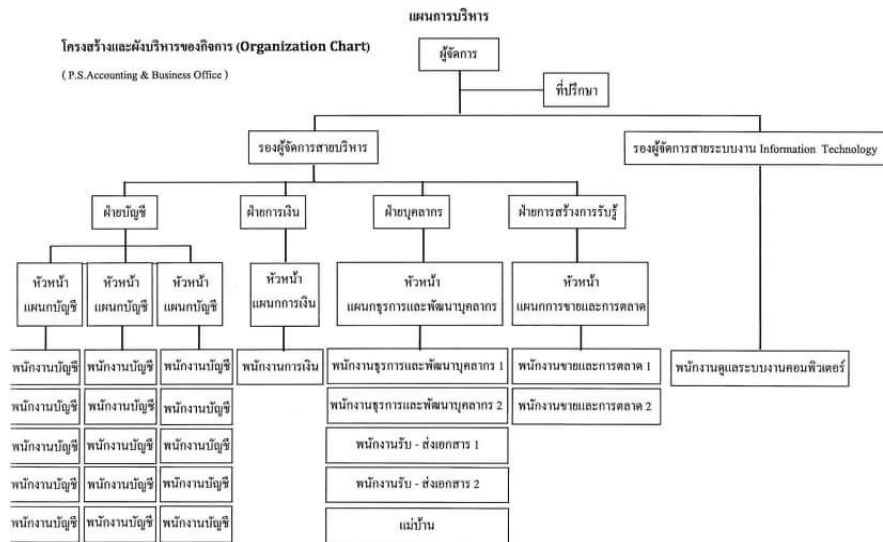 แผนการบริหาร
โครงสร้างและผังบริหารของกิจการ (Organization Chart)
( P.S.Accounting & Business Office )
ผู้จัดการ
ที่ปรึกษา
รองผู้จัดการสายบริหาร
รองผู้จัดการสายระบบงาน Information Technology
ฝ่ายบัญชี
ฝ่ายการเงิน
ฝ่ายบุคลากร
ฝ่ายการสร้างการรับรู้
หัวหน้า
แผนกบัญชี
หัวหน้า
แผนกบัญชี
หัวหน้า
แผนกบัญชี
หัวหน้า
แผนกการเงิน
หัวหน้า
แผนกธุรการและพัฒนาบุคลากร
หัวหน้า
แผนกการขายและการตลาด
พนักงานบัญชี
พนักงานบัญชี
พนักงานบัญชี
พนักงานการเงิน
พนักงานธุรการและพัฒนาบุคลากร 1
พนักงานขายและการตลาด 1
พนักงานดูแลระบบงานคอมพิวเตอร์
พนักงานบัญชี
พนักงานบัญชี
พนักงานบัญชี
พนักงานธุรการและพัฒนาบุคลากร 2
พนักงานขายและการตลาด 2
พนักงานบัญชี
พนักงานบัญชี
พนักงานบัญชี
พนักงานรับ - ส่งเอกสาร 1
พนักงานบัญชี
พนักงานบัญชี
พนักงานบัญชี
พนักงานรับ - ส่งเอกสาร 2
พนักงานบัญชี
พนักงานบัญชี
พนักงานบัญชี
แม่บ้าน